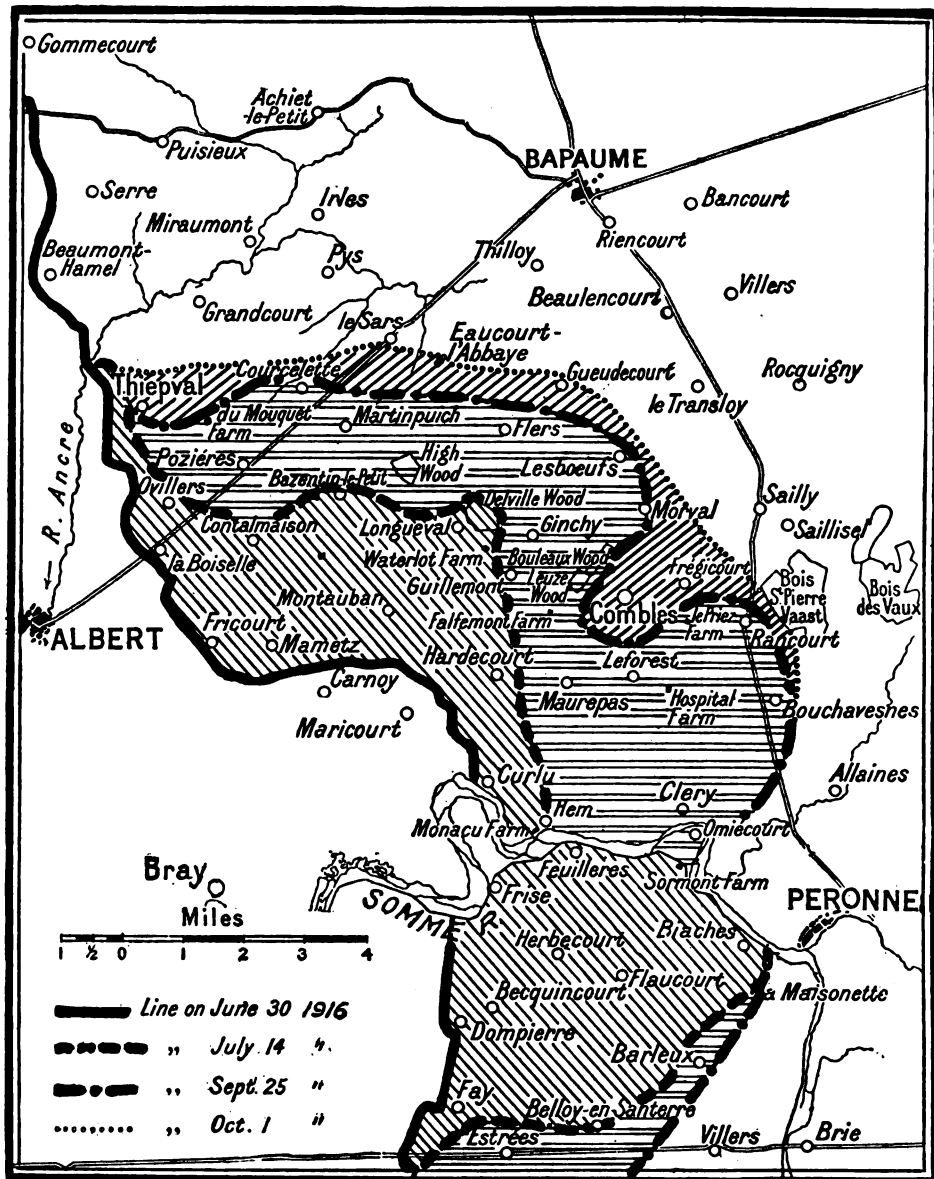 Gommecourt
Achiet
-le-Petit
Puisieux
BAPAUME
Serre
Irles
Bancourt
Miraumont
Riencourt
Beaumont-
Hamel
Pys
Thilloy
Villers
Grandcourt
Beaulencourt
le Sars
Eaucourt-
l'Abbaye
Courcelette
Gueudecourt
Rocquigny
Thiepval
le Transloy
du Mouquet
Farm
Martinpuich
Flers
R. Ancre
Pozières
High
Wood
Lesbœufs
Bazentin-le-Petit
Ovillers
Delville Wood
Morval
Sailly
Contalmaison
Longueval
Ginchy
Saillisel
la Boiselle
Waterlot Farm
Bouleaux Wood
Frégicourt
Guillemont
Leuze
Wood
Bois
St Pierre
Vaast
Bois
des Vaux
Montauban
Combles
le Priez
Farm
ALBERT
Fricourt
Falfemont Farm
Rancourt
Mametz
Hardecourt
Leforest
Carnoy
Maurepas
Hospital
Farm
Bouchavesnes
Maricourt
Curlu
Allaines
Clery
Hem
Monacu Farm
Omiécourt
Feuilleres
Bray
Frise
Sormont Farm
SOMME R.
PERONNE
Miles
1 ½ 0 1 2 3 4
Herbecourt
Biaches
Flaucourt
la Maisonette
Becquincourt
Line on June 30 1916
Dompierre
„ July 14 "
Barleux
„ Sept. 25 "
Fay
„ Oct. 1 "
Belloy-en-Santerre
Estrées
Villers
Brie